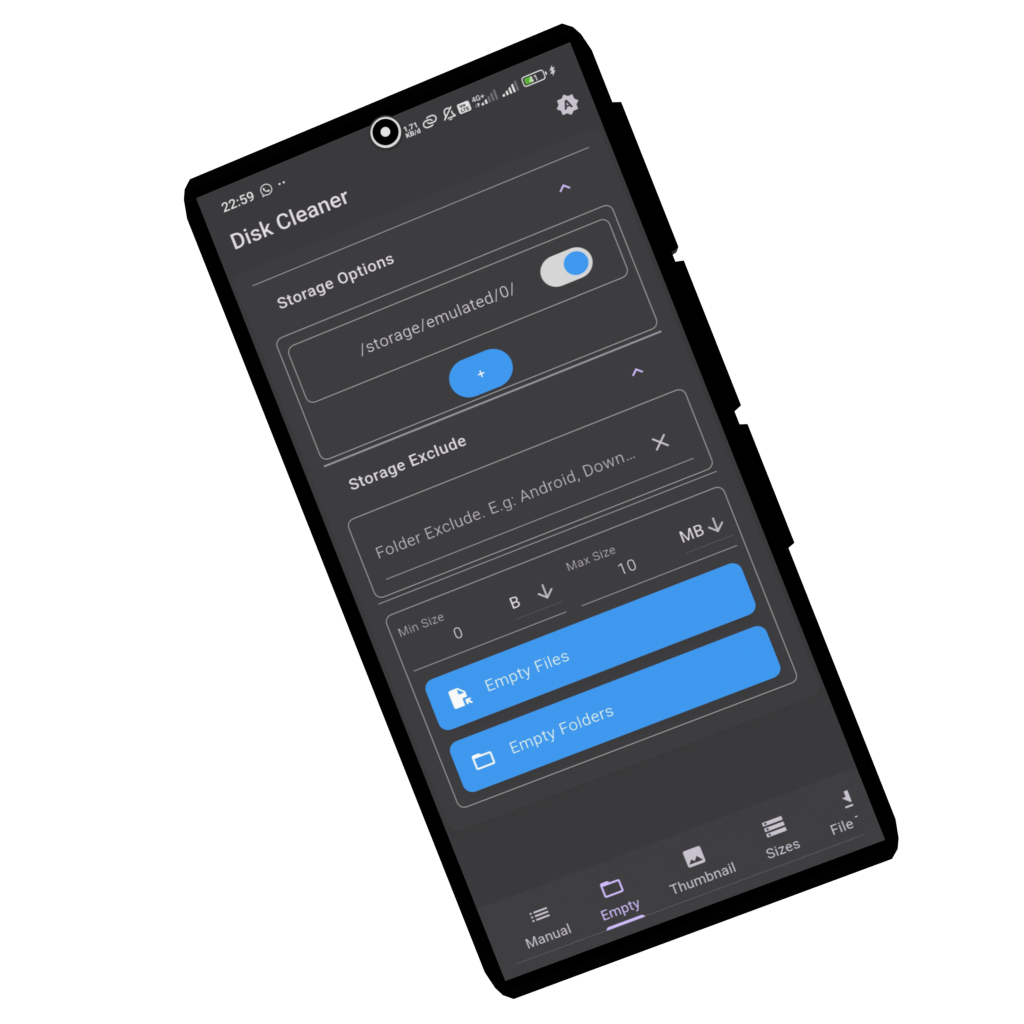 22:59
1.71
KB/d
4G+
41
A
Disk Cleaner
Storage Options
/storage/emulated/0/
+
Storage Exclude
Folder Exclude. E.g: Android, Down...
Min Size
0
B
Max Size
10
MB
Empty Files
Empty Folders
Manual
Empty
Thumbnail
Sizes
File